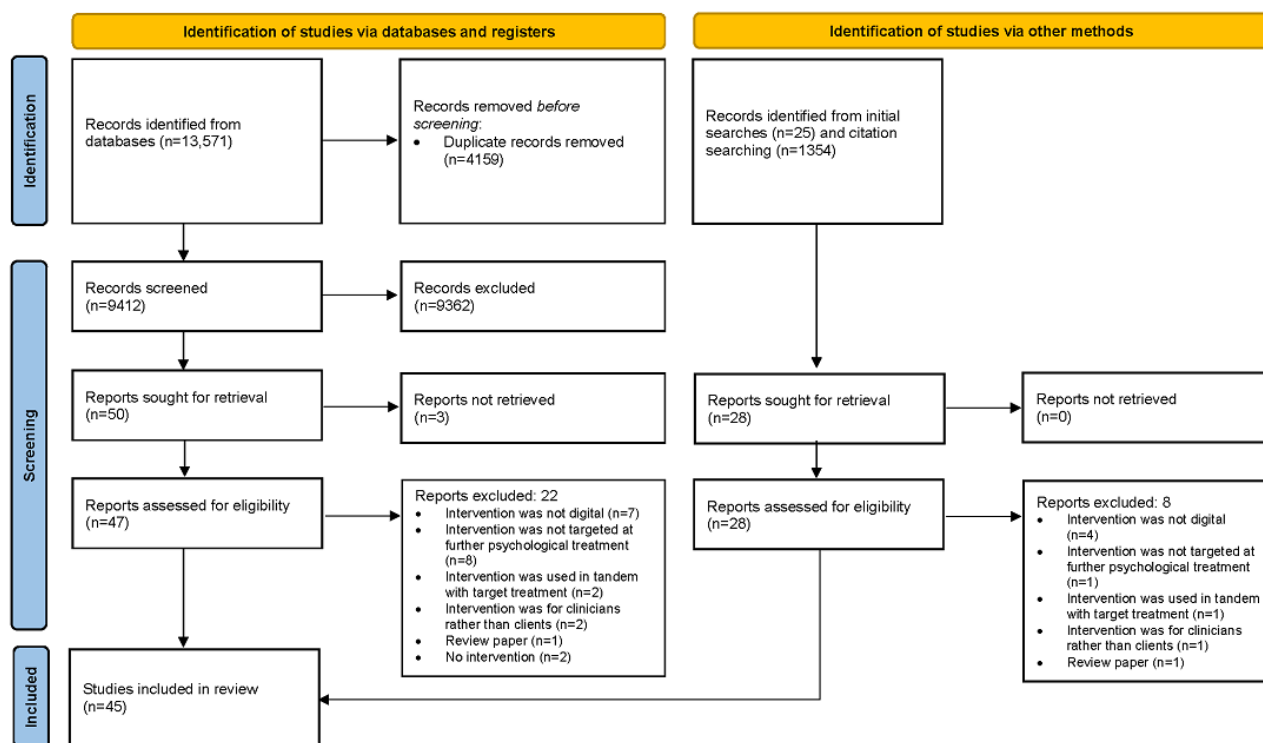 Identification of studies via databases and registers
Identification of studies via other methods
Identification
Records identified from
databases (n=13,571)
Records removed before
screening:
• Duplicate records removed
(n=4159)
Records identified from initial
searches (n=25) and citation
searching (n=1354)
Screening
Records screened
(n=9412)
Records excluded
(n=9362)
Reports sought for retrieval
(n=50)
Reports not retrieved
(n=3)
Reports sought for retrieval
(n=28)
Reports not retrieved
(n=0)
Reports assessed for eligibility
(n=47)
Reports excluded: 22
• Intervention was not digital (n=7)
• Intervention was not targeted at
further psychological treatment
(n=8)
• Intervention was used in tandem
with target treatment (n=2)
• Intervention was for clinicians
rather than clients (n=2)
• Review paper (n=1)
• No intervention (n=2)
Reports assessed for eligibility
(n=28)
Reports excluded: 8
• Intervention was not digital
(n=4)
• Intervention was not targeted at
further psychological treatment
(n=1)
• Intervention was used in tandem
with target treatment (n=1)
• Intervention was for clinicians
rather than clients (n=1)
• Review paper (n=1)
Included
Studies included in review
(n=45)